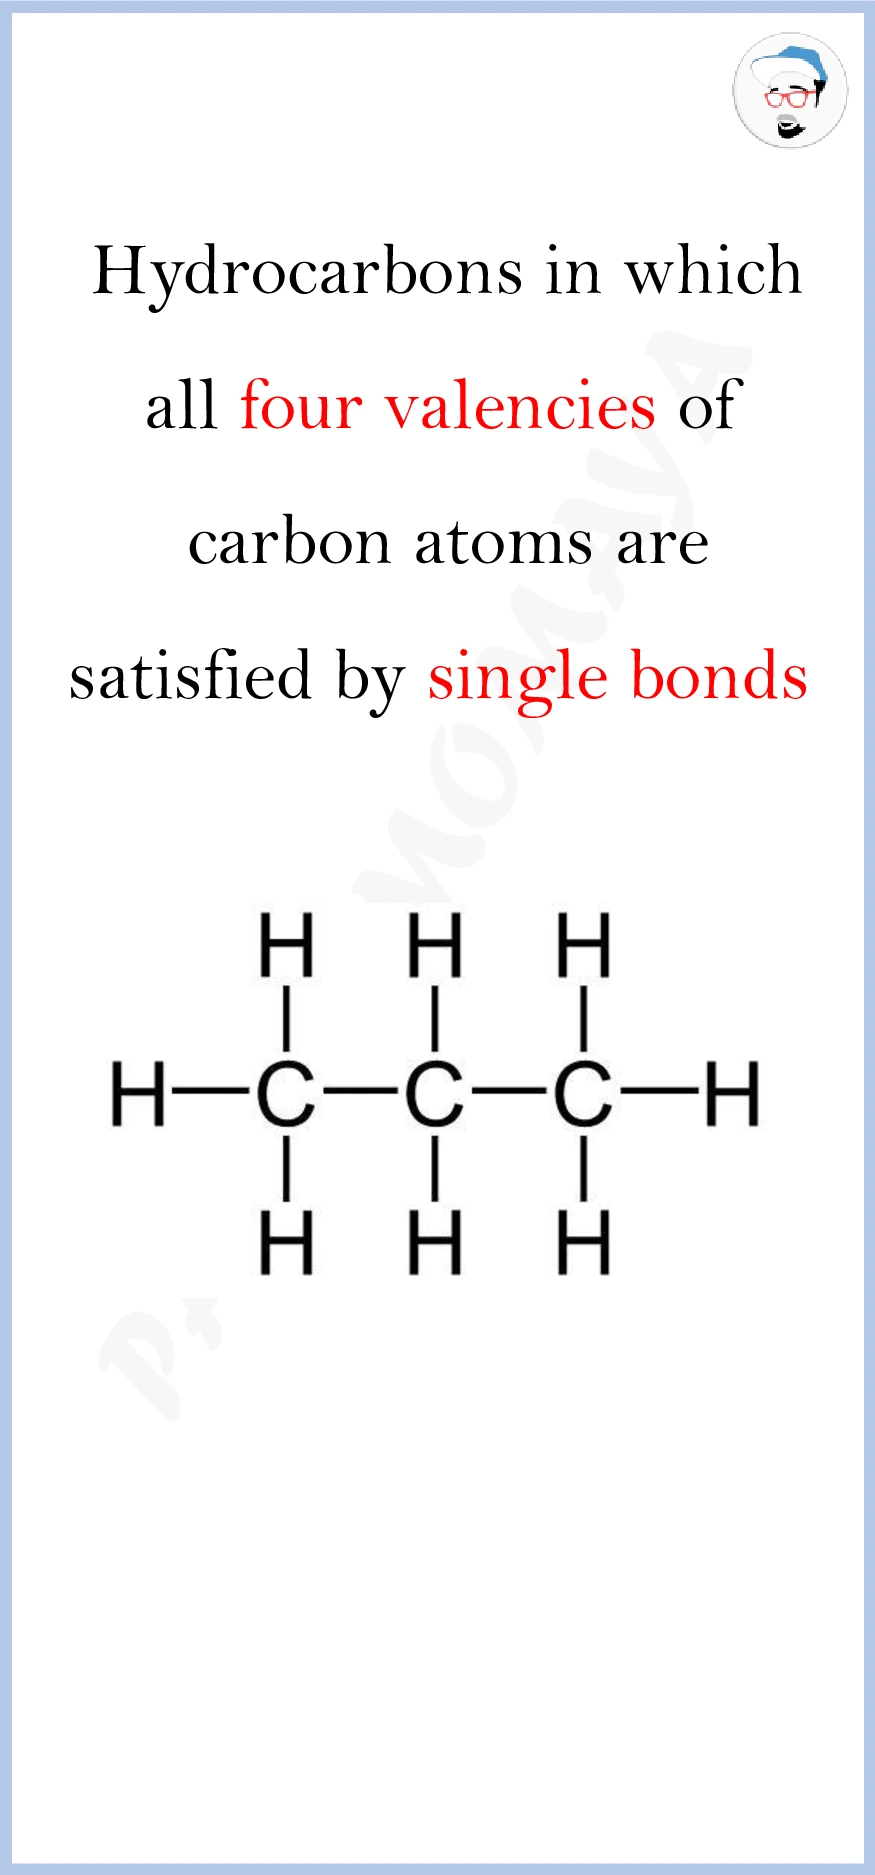 Hydrocarbons in which
all four valencies of
carbon atoms are
satisfied by single bonds
H H H
H—C—C—C—H
H H H